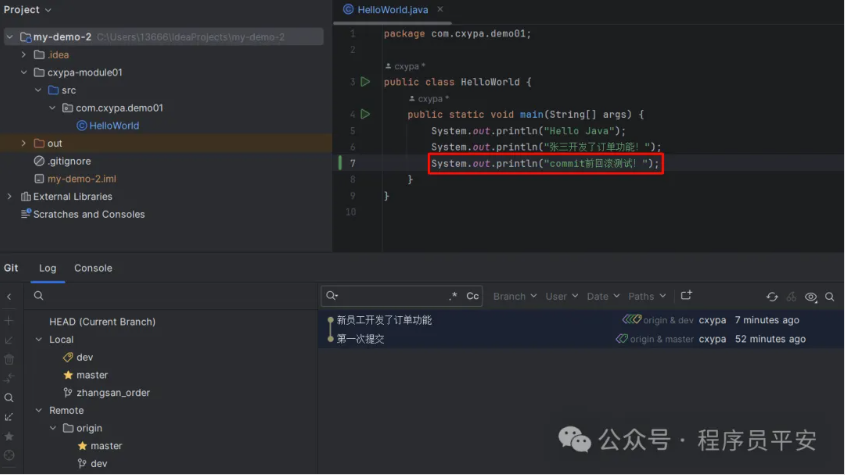 Project
HelloWorld.java
my-demo-2 C:\Users\13666\IdeaProjects\my-demo-2
.idea
cxypa-module01
src
com.cxypa.demo01
HelloWorld
out
.gitignore
my-demo-2.iml
External Libraries
Scratches and Consoles
1 package com.cxypa.demo01;
2
cxypa *
3 public class HelloWorld {
cxypa *
4 public static void main(String[] args) {
5 System.out.println("Hello Java");
6 System.out.println("张三开发了订单功能！");
7 System.out.println("commit前回滚测试！");
8 }
9 }
10
Git Log Console
.* Cc Branch User Date Paths
HEAD (Current Branch)
Local
dev
master
zhangsan_order
Remote
origin
master
dev
新员工开发了订单功能 origin & dev cxypa 7 minutes ago
第一次提交 origin & master cxypa 52 minutes ago
公众号 · 程序员平安